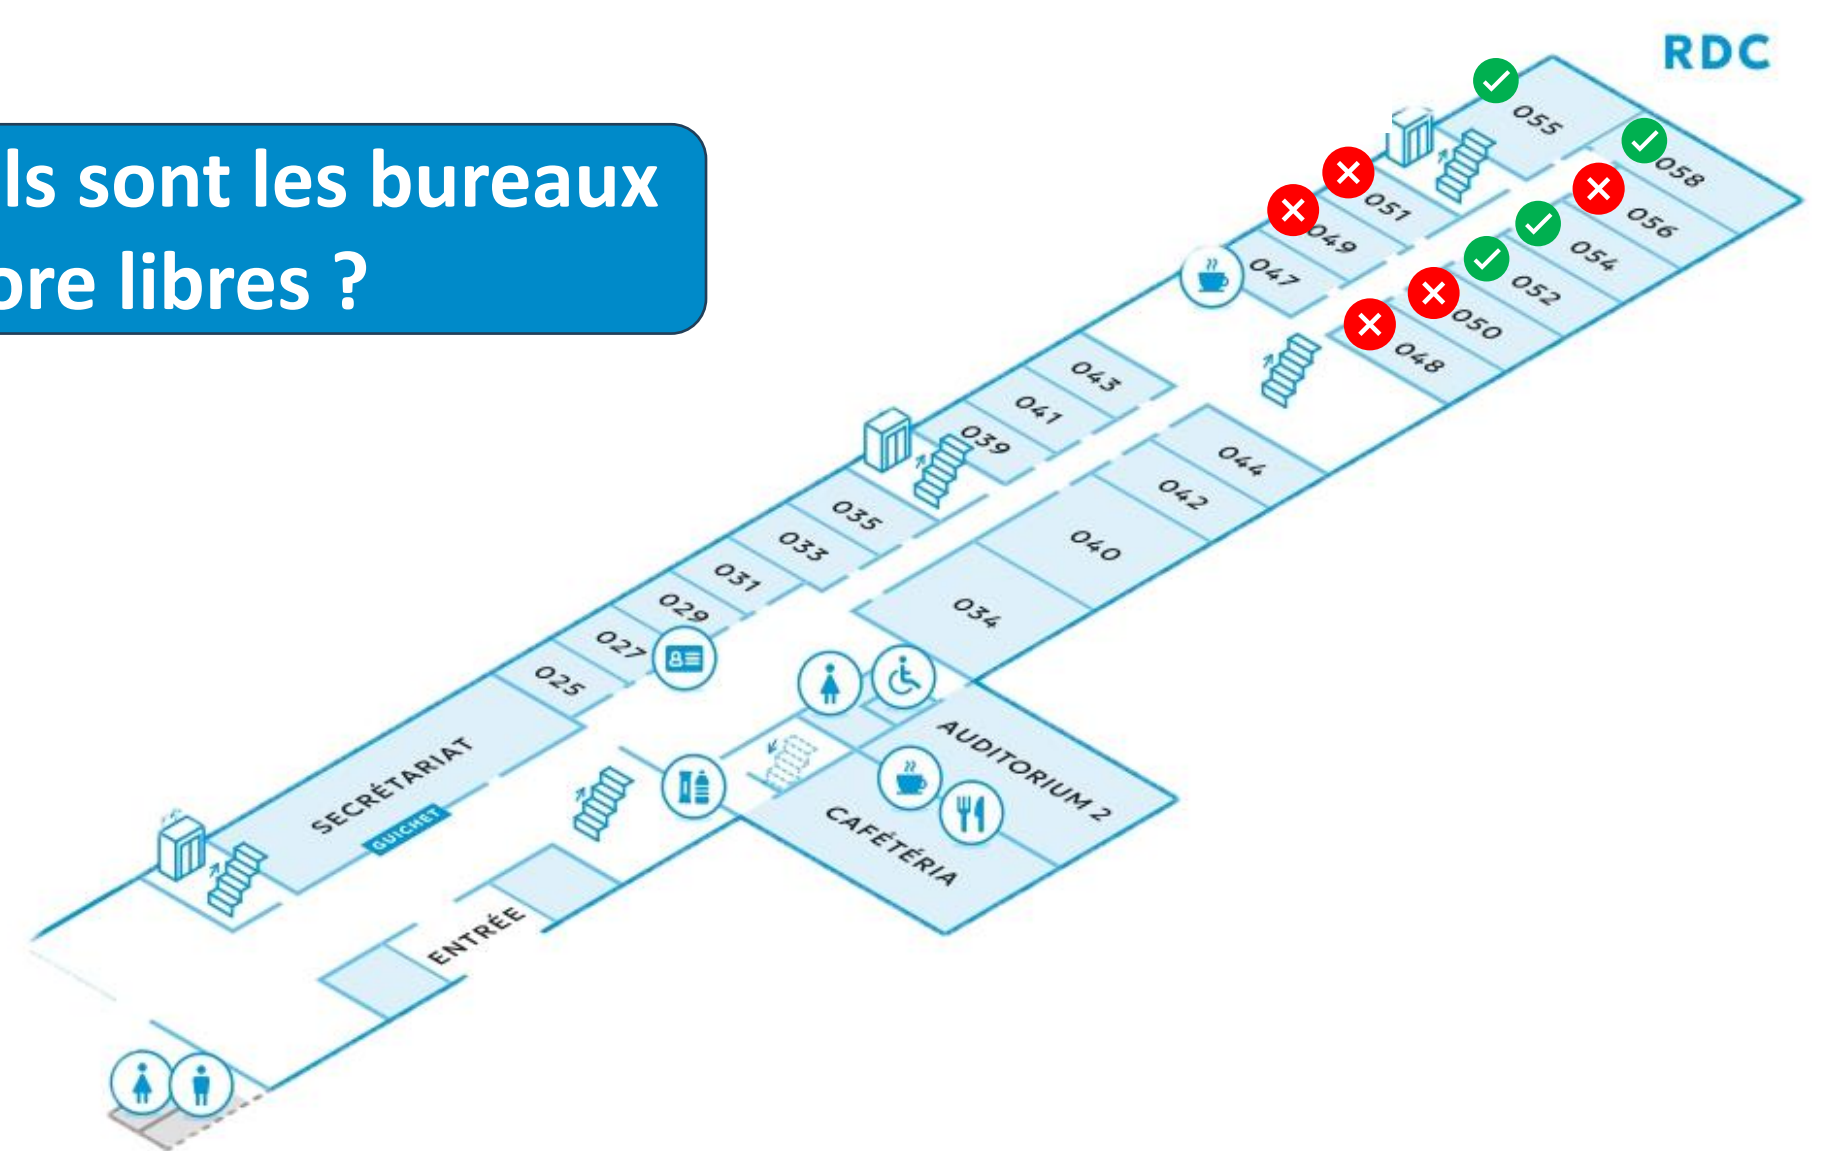 RDC
ls sont les bureaux
ore libres ?
055
058
051
056
049
054
047
052
050
048
043
041
039
044
042
035
040
033
031
029
034
027
025
AUDITORIUM 2
SECRÉTARIAT
GUICHET
CAFÉTÉRIA
ENTRÉE